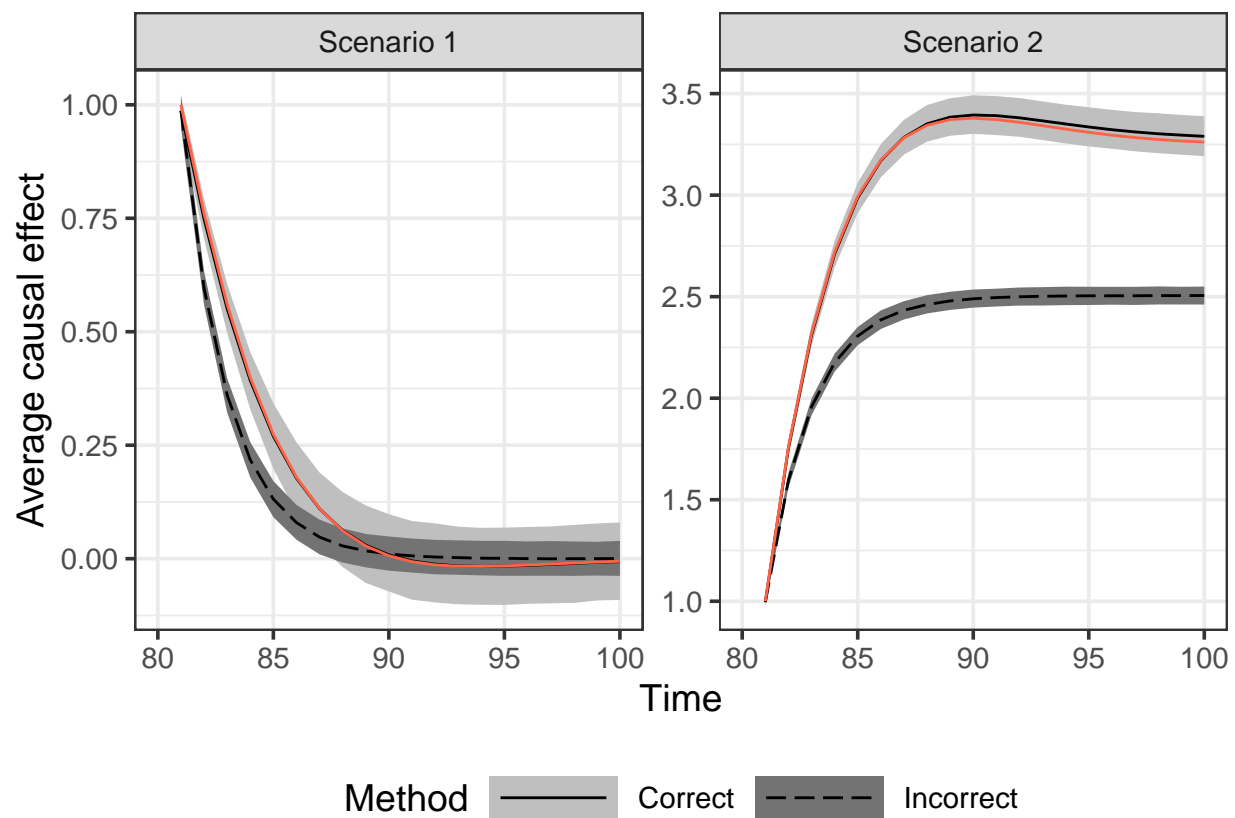 Scenario 1
Scenario 2
Average causal effect
1.00
0.75
0.50
0.25
0.00
3.5
3.0
2.5
2.0
1.5
1.0
80 85 90 95 100
80 85 90 95 100
Time
Method Correct Incorrect